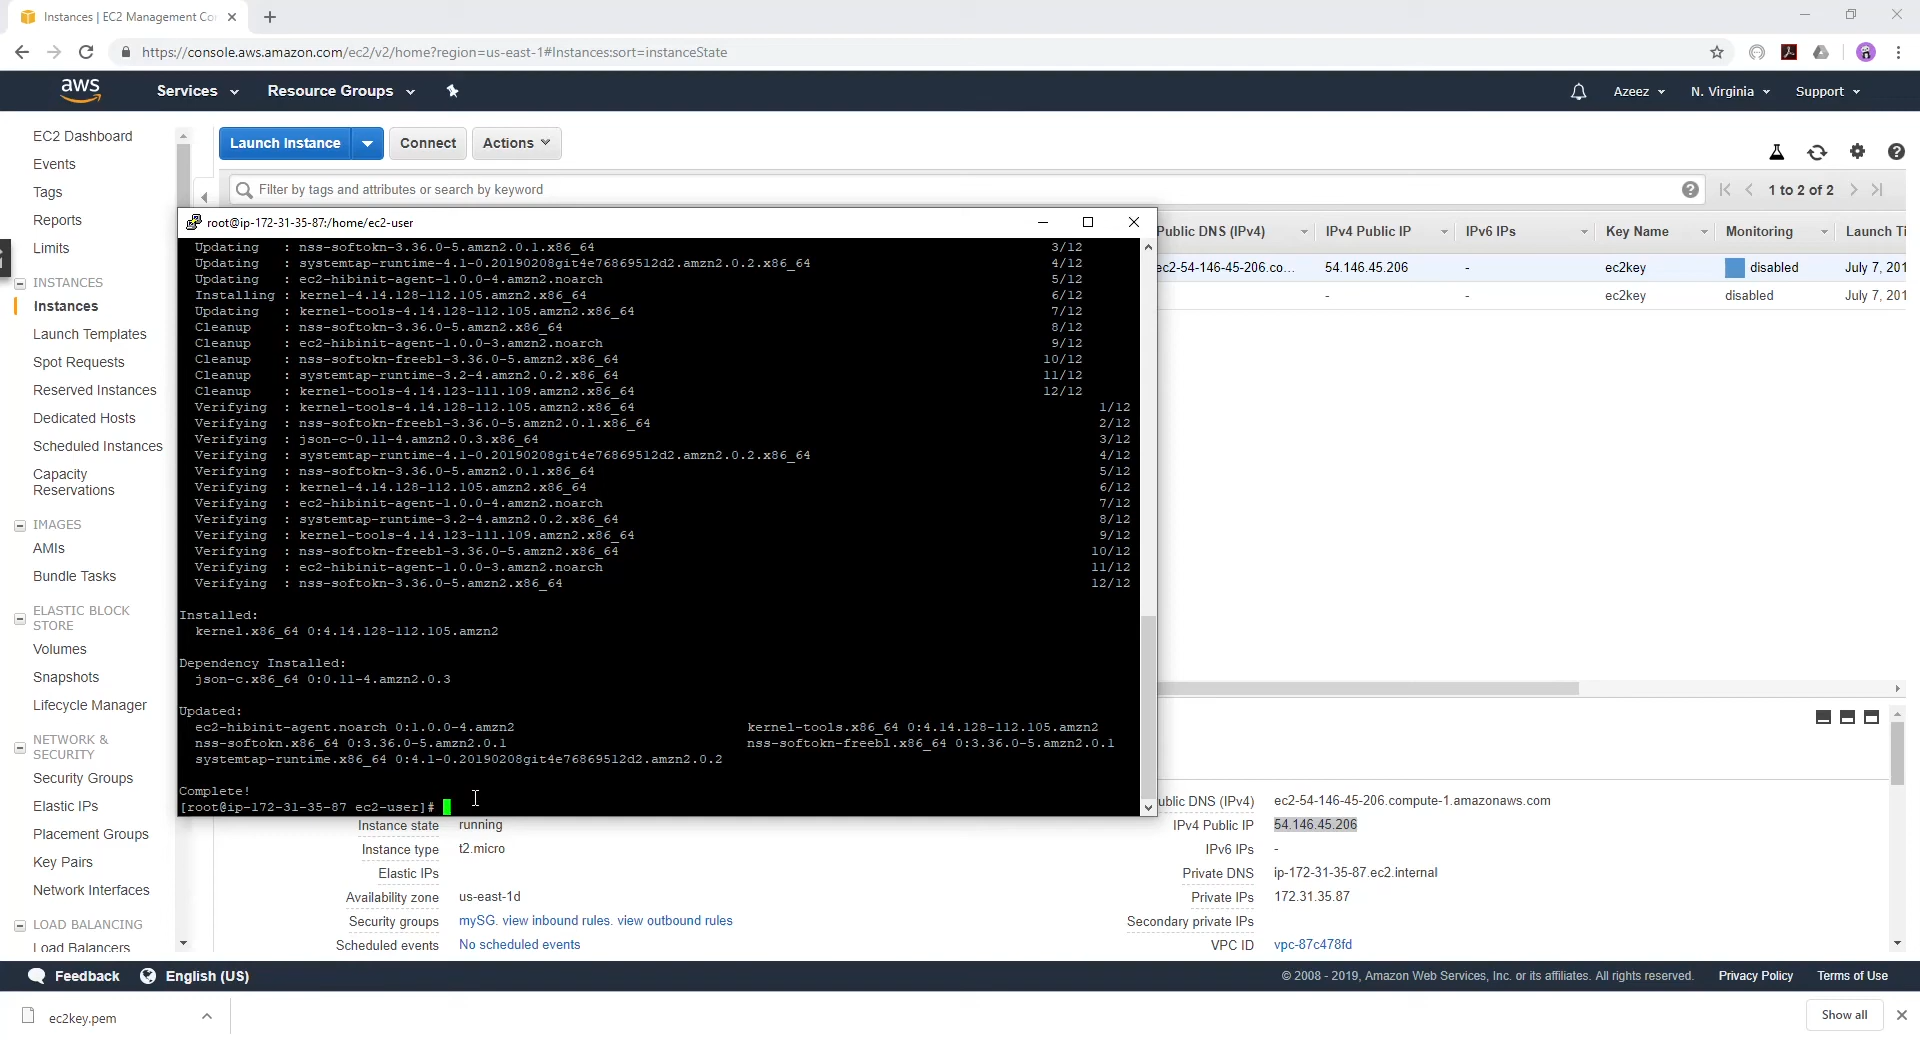 Instances | EC2 Management Co
https://console.aws.amazon.com/ec2/v2/home?region=us-east-1#Instances:sort=instanceState
aws Services Resource Groups Azeez N. Virginia Support
EC2 Dashboard
Events
Tags
Reports
Limits
INSTANCES
Instances
Launch Templates
Spot Requests
Reserved Instances
Dedicated Hosts
Scheduled Instances
Capacity
Reservations
IMAGES
AMIs
Bundle Tasks
ELASTIC BLOCK
STORE
Volumes
Snapshots
Lifecycle Manager
NETWORK &
SECURITY
Security Groups
Elastic IPs
Placement Groups
Key Pairs
Network Interfaces
LOAD BALANCING
Load Balancers
Launch Instance Connect Actions
Filter by tags and attributes or search by keyword 1 to 2 of 2
Public DNS (IPv4) IPv4 Public IP IPv6 IPs Key Name Monitoring Launch Ti
ec2-54-146-45-206.co... 54.146.45.206 - ec2key disabled July 7, 201
- - ec2key disabled July 7, 201
root@ip-172-31-35-87:/home/ec2-user
Updating : nss-softokn-3.36.0-5.amzn2.0.1.x86_64 3/12
Updating : systemtap-runtime-4.1-0.20190208git4e76869512d2.amzn2.0.2.x86_64 4/12
Updating : ec2-hibinit-agent-1.0.0-4.amzn2.noarch 5/12
Installing : kernel-4.14.128-112.105.amzn2.x86_64 6/12
Updating : kernel-tools-4.14.128-112.105.amzn2.x86_64 7/12
Cleanup : nss-softokn-3.36.0-5.amzn2.x86_64 8/12
Cleanup : ec2-hibinit-agent-1.0.0-3.amzn2.noarch 9/12
Cleanup : nss-softokn-freebl-3.36.0-5.amzn2.x86_64 10/12
Cleanup : systemtap-runtime-3.2-4.amzn2.0.2.x86_64 11/12
Cleanup : kernel-tools-4.14.123-111.109.amzn2.x86_64 12/12
Verifying : kernel-tools-4.14.128-112.105.amzn2.x86_64 1/12
Verifying : nss-softokn-freebl-3.36.0-5.amzn2.0.1.x86_64 2/12
Verifying : json-c-0.11-4.amzn2.0.3.x86_64 3/12
Verifying : systemtap-runtime-4.1-0.20190208git4e76869512d2.amzn2.0.2.x86_64 4/12
Verifying : nss-softokn-3.36.0-5.amzn2.0.1.x86_64 5/12
Verifying : kernel-4.14.128-112.105.amzn2.x86_64 6/12
Verifying : ec2-hibinit-agent-1.0.0-4.amzn2.noarch 7/12
Verifying : systemtap-runtime-3.2-4.amzn2.0.2.x86_64 8/12
Verifying : kernel-tools-4.14.123-111.109.amzn2.x86_64 9/12
Verifying : nss-softokn-freebl-3.36.0-5.amzn2.x86_64 10/12
Verifying : ec2-hibinit-agent-1.0.0-3.amzn2.noarch 11/12
Verifying : nss-softokn-3.36.0-5.amzn2.x86_64 12/12
Installed:
kernel.x86_64 0:4.14.128-112.105.amzn2
Dependency Installed:
json-c.x86_64 0:0.11-4.amzn2.0.3
Updated:
ec2-hibinit-agent.noarch 0:1.0.0-4.amzn2 kernel-tools.x86_64 0:4.14.128-112.105.amzn2
nss-softokn.x86_64 0:3.36.0-5.amzn2.0.1 nss-softokn-freebl.x86_64 0:3.36.0-5.amzn2.0.1
systemtap-runtime.x86_64 0:4.1-0.20190208git4e76869512d2.amzn2.0.2
Complete!
[root@ip-172-31-35-87 ec2-user]#
ublic DNS (IPv4) ec2-54-146-45-206.compute-1.amazonaws.com
Instance state running IPv4 Public IP 54.146.45.206
Instance type t2.micro IPv6 IPs -
Elastic IPs Private DNS ip-172-31-35-87.ec2.internal
Availability zone us-east-1d Private IPs 172.31.35.87
Security groups mySG. view inbound rules. view outbound rules Secondary private IPs
Scheduled events No scheduled events VPC ID vpc-87c478fd
Feedback English (US) © 2008 - 2019, Amazon Web Services, Inc. or its affiliates. All rights reserved. Privacy Policy Terms of Use
ec2key.pem Show all